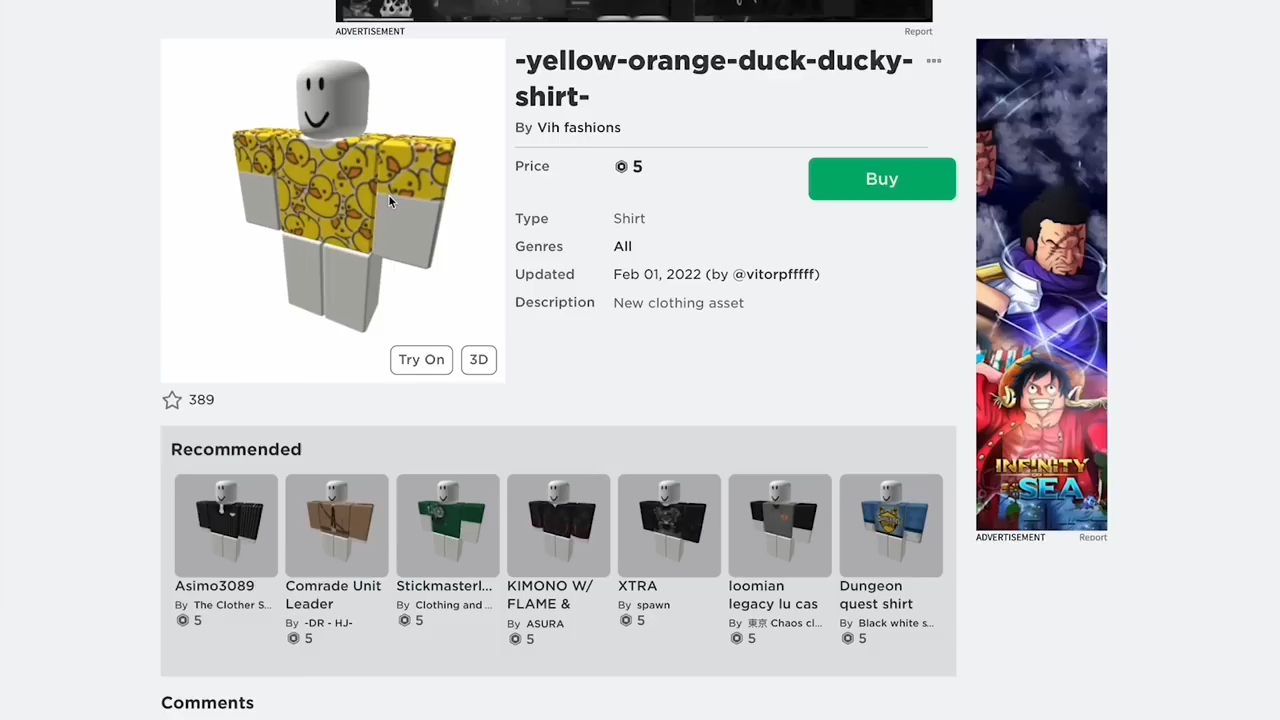 ADVERTISEMENT
Report
-yellow-orange-duck-ducky-
shirt-
By Vih fashions
Price 5
Buy
Type Shirt
Genres All
Updated Feb 01, 2022 (by @vitorpfffff)
Description New clothing asset
Try On
3D
389
Recommended
Asimo3089
By The Clother S...
5
Comrade Unit
Leader
By -DR - HJ-
5
Stickmasterl...
By Clothing and ...
5
KIMONO W/
FLAME &
By ASURA
5
XTRA
By spawn
5
loomian
legacy lu cas
By 東京 Chaos cl...
5
Dungeon
quest shirt
By Black white s...
5
INFINITY
SEA
ADVERTISEMENT
Report
Comments